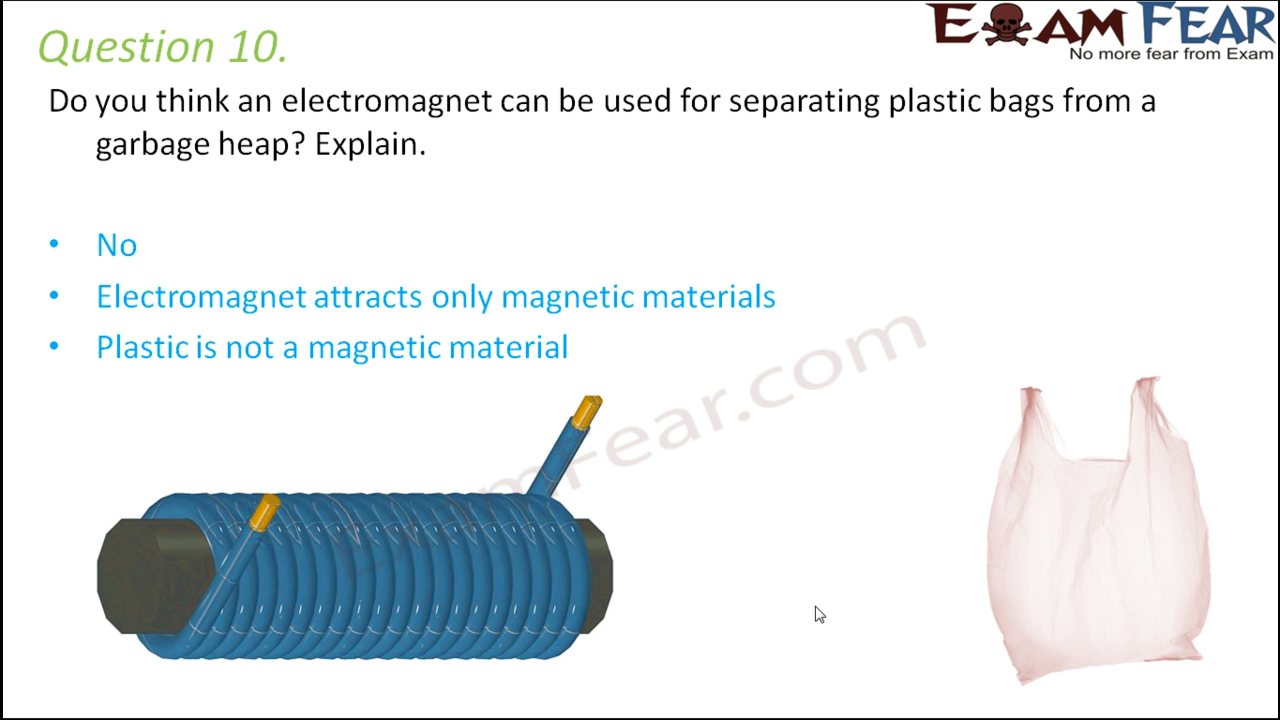 Question 10.
EXAM FEAR
No more fear from Exam
Do you think an electromagnet can be used for separating plastic bags from a
garbage heap? Explain.
• No
• Electromagnet attracts only magnetic materials
• Plastic is not a magnetic material
ExamFear.com